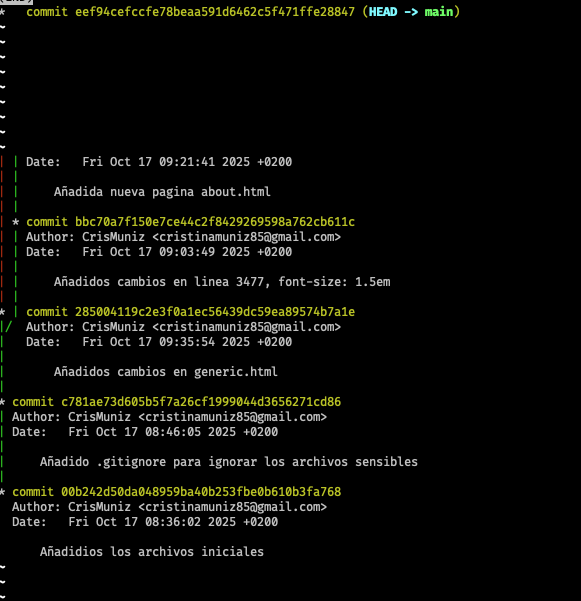 * commit eef94cefccfe78beaa591d6462c5f471ffe28847 (HEAD -> main)
~
~
~
~
~
~
~
~
~
| | Date:   Fri Oct 17 09:21:41 2025 +0200
| |
| |     Añadida nueva pagina about.html
| |
| * commit bbc70a7f150e7ce44c2f8429269598a762cb611c
| | Author: CrisMuniz <cristinamuniz85@gmail.com>
| | Date:   Fri Oct 17 09:03:49 2025 +0200
| |
| |     Añadidos cambios en linea 3477, font-size: 1.5em
| |
* | commit 285004119c2e3f0a1ec56439dc59ea89574b7a1e
|/  Author: CrisMuniz <cristinamuniz85@gmail.com>
|   Date:   Fri Oct 17 09:35:54 2025 +0200
|
|       Añadidos cambios en generic.html
|
* commit c781ae73d605b5f7a26cf1999044d3656271cd86
| Author: CrisMuniz <cristinamuniz85@gmail.com>
| Date:   Fri Oct 17 08:46:05 2025 +0200
|
|     Añadido .gitignore para ignorar los archivos sensibles
|
* commit 00b242d50da048959ba40b253fbe0b610b3fa768
  Author: CrisMuniz <cristinamuniz85@gmail.com>
  Date:   Fri Oct 17 08:36:02 2025 +0200

      Añadidios los archivos iniciales
~
~
~